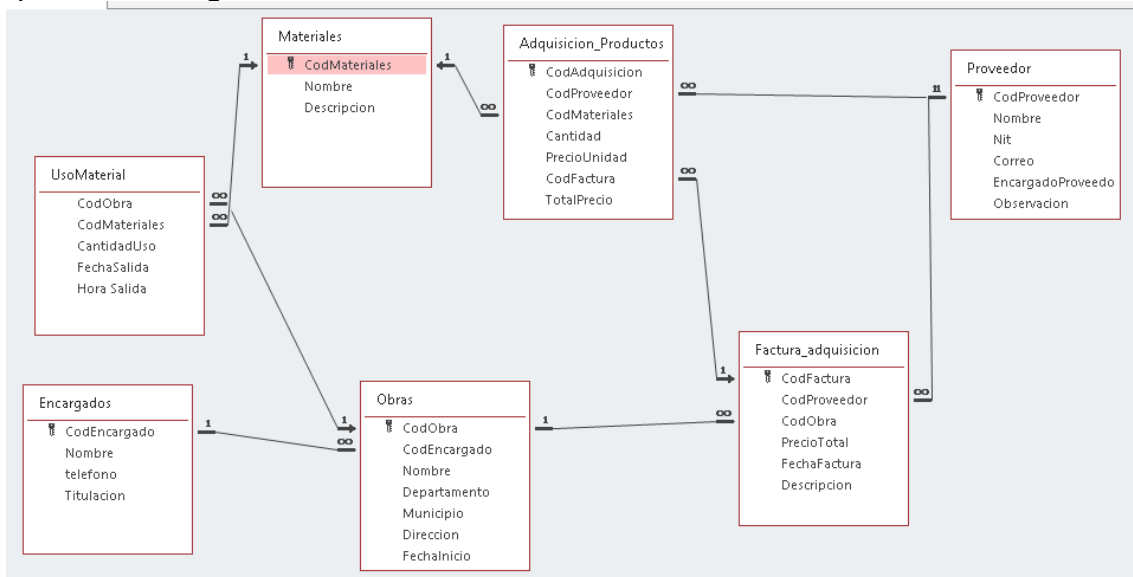 Materiales
CodMateriales
Nombre
Descripcion
Adquisicion_Productos
CodAdquisicion
CodProveedor
CodMateriales
Cantidad
PrecioUnidad
CodFactura
TotalPrecio
Proveedor
CodProveedor
Nombre
Nit
Correo
EncargadoProveedo
Observacion
UsoMaterial
CodObra
CodMateriales
CantidadUso
FechaSalida
Hora Salida
Encargados
CodEncargado
Nombre
telefono
Titulacion
Obras
CodObra
CodEncargado
Nombre
Departamento
Municipio
Direccion
FechaInicio
Factura_adquisicion
CodFactura
CodProveedor
CodObra
PrecioTotal
FechaFactura
Descripcion
1
1
∞
∞
∞
∞
∞
1
1
∞
1
1
∞
∞